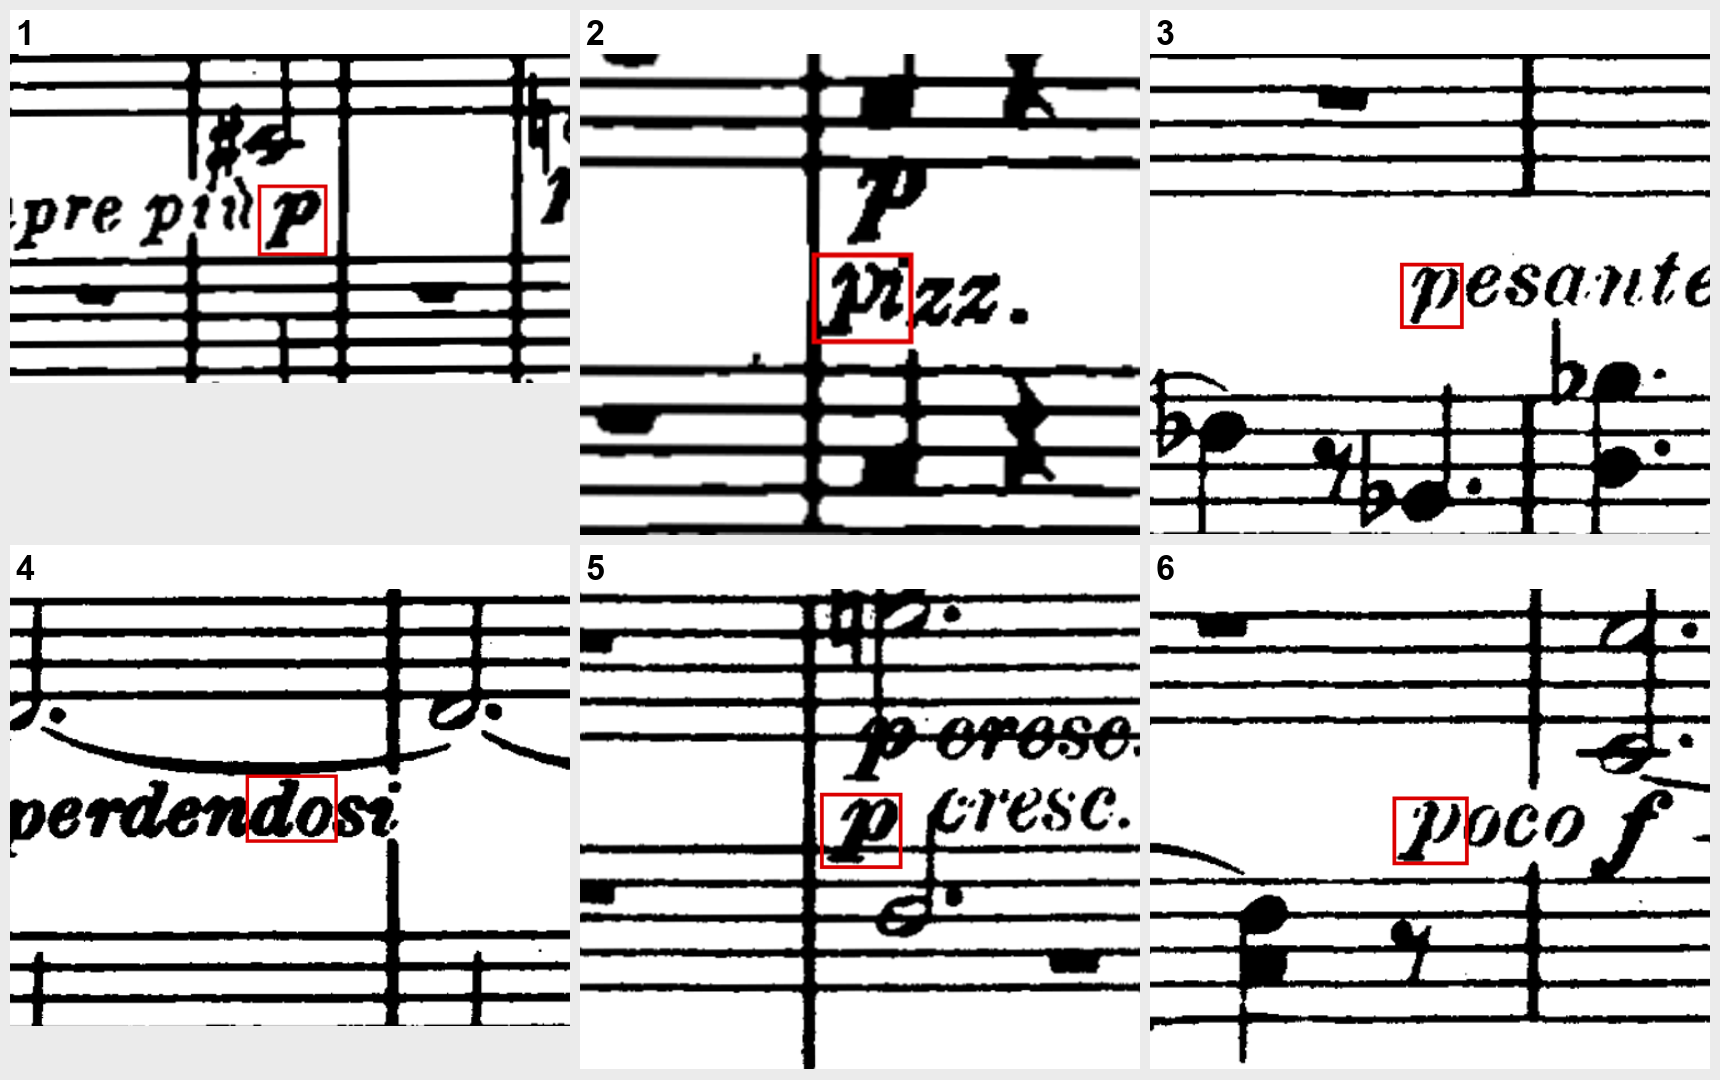 1
pre più p
2
p
pizz.
3
pesante
4
perdendosi
5
p cresc.
p cresc.
6
poco f